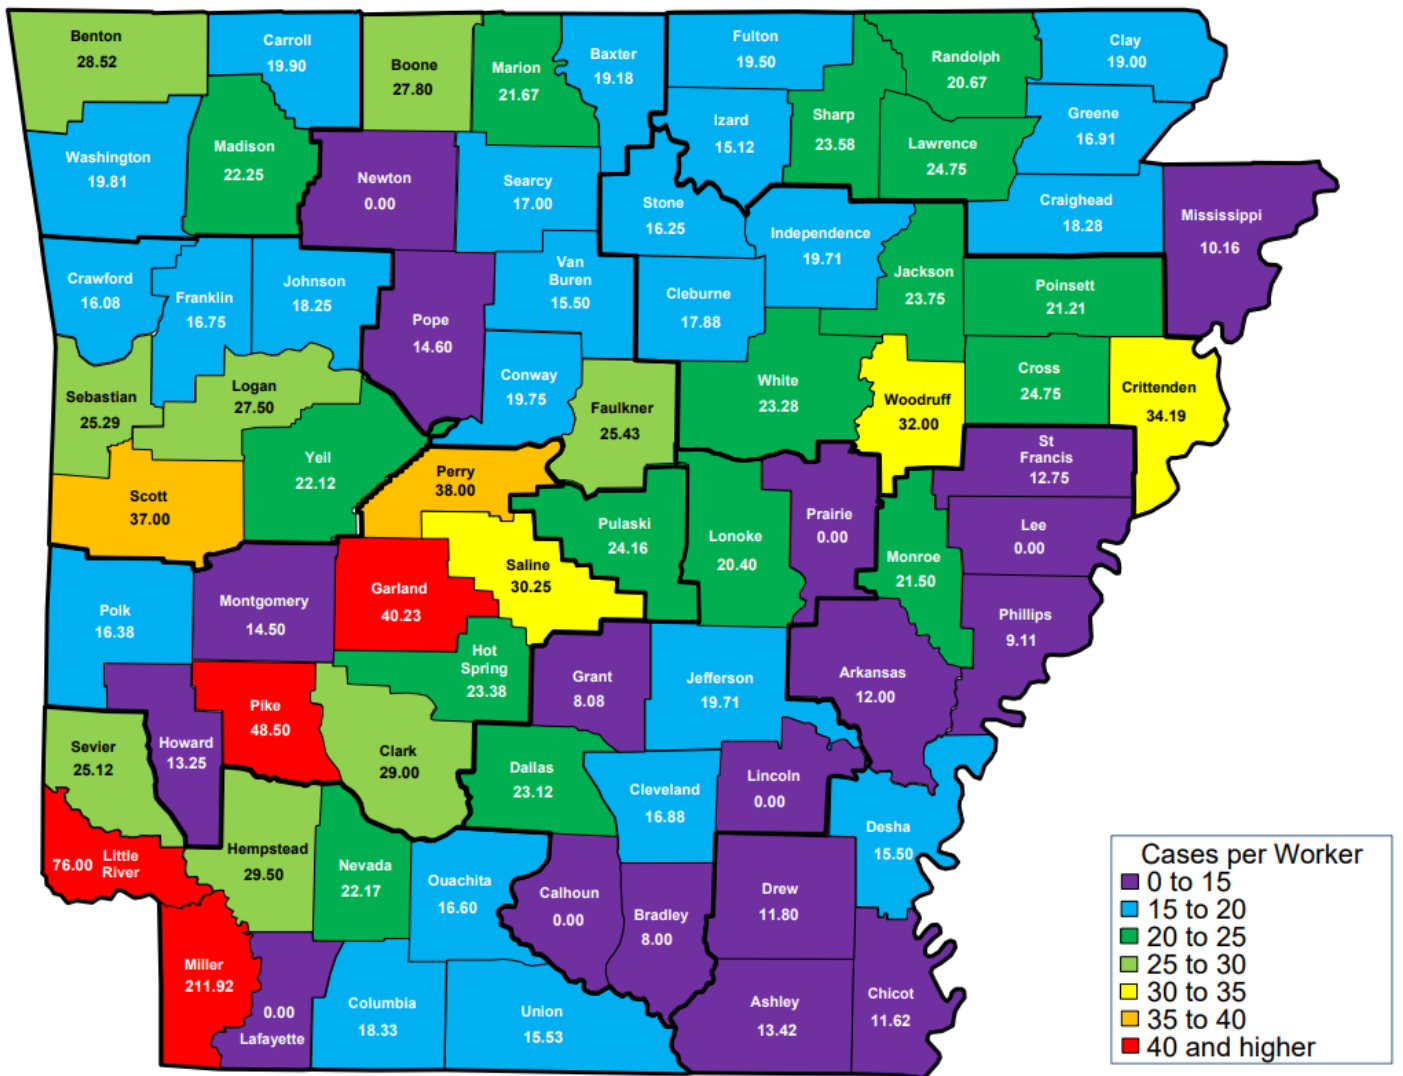 Benton
28.52
Carroll
19.90
Boone
27.80
Marion
21.67
Baxter
19.18
Fulton
19.50
Randolph
20.67
Clay
19.00
Izard
15.12
Sharp
23.58
Lawrence
24.75
Greene
16.91
Washington
19.81
Madison
22.25
Newton
0.00
Searcy
17.00
Stone
16.25
Independence
19.71
Craighead
18.28
Mississippi
10.16
Crawford
16.08
Franklin
16.75
Johnson
18.25
Pope
14.60
Van
Buren
15.50
Cleburne
17.88
Jackson
23.75
Poinsett
21.21
Sebastian
25.29
Logan
27.50
Conway
19.75
Faulkner
25.43
White
23.28
Woodruff
32.00
Cross
24.75
Crittenden
34.19
Scott
37.00
Yell
22.12
Perry
38.00
Pulaski
24.16
Lonoke
20.40
Prairie
0.00
Monroe
21.50
St
Francis
12.75
Lee
0.00
Phillips
9.11
Polk
16.38
Montgomery
14.50
Garland
40.23
Saline
30.25
Hot
Spring
23.38
Grant
8.08
Jefferson
19.71
Arkansas
12.00
Sevier
25.12
Howard
13.25
Pike
48.50
Clark
29.00
Dallas
23.12
Cleveland
16.88
Lincoln
0.00
Desha
15.50
76.00 Little
River
Hempstead
29.50
Nevada
22.17
Ouachita
16.60
Calhoun
0.00
Bradley
8.00
Drew
11.80
Miller
211.92
0.00
Lafayette
Columbia
18.33
Union
15.53
Ashley
13.42
Chicot
11.62
Cases per Worker
0 to 15
15 to 20
20 to 25
25 to 30
30 to 35
35 to 40
40 and higher